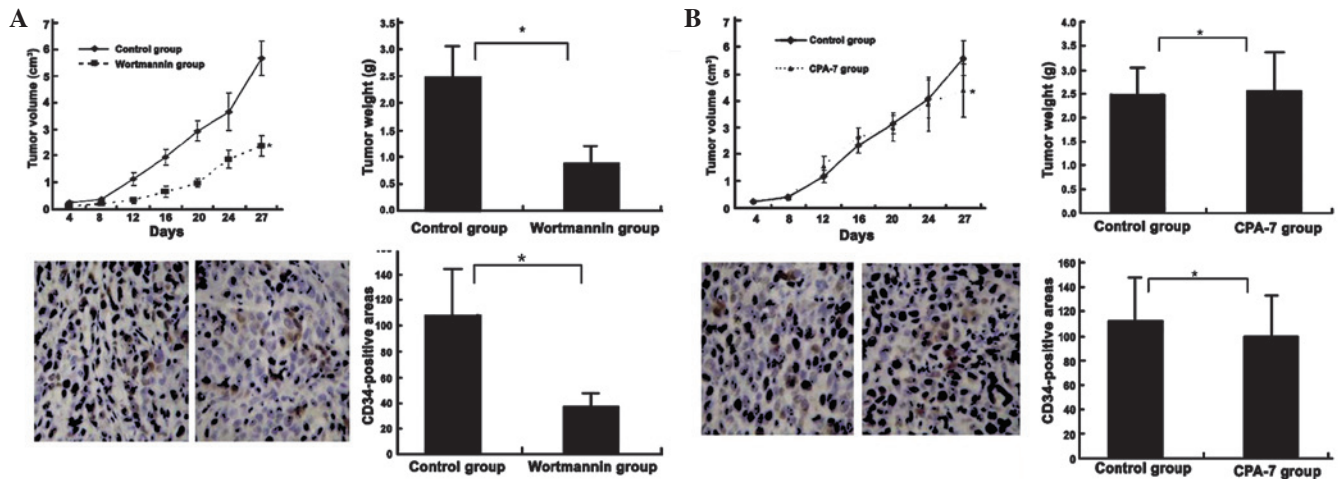 A
Tumor volume (cm³)
7
6
5
4
3
2
1
0
Control group
Wortmannin group
*
4 8 12 16 20 24 27
Days
Tumor weight (g)
3.5
3.0
2.5
2.0
1.5
1.0
0.5
0.0
*
Control group Wortmannin group
CD34-positive areas
140
120
100
80
60
40
20
0
*
Control group Wortmannin group
B
Tumor volume (cm³)
7
6
5
4
3
2
1
0
Control group
CPA-7 group
*
4 8 12 16 20 24 27
Days
Tumor weight (g)
4.0
3.5
3.0
2.5
2.0
1.5
1.0
0.5
0.0
*
Control group CPA-7 group
CD34-positive areas
160
140
120
100
80
60
40
20
0
*
Control group CPA-7 group